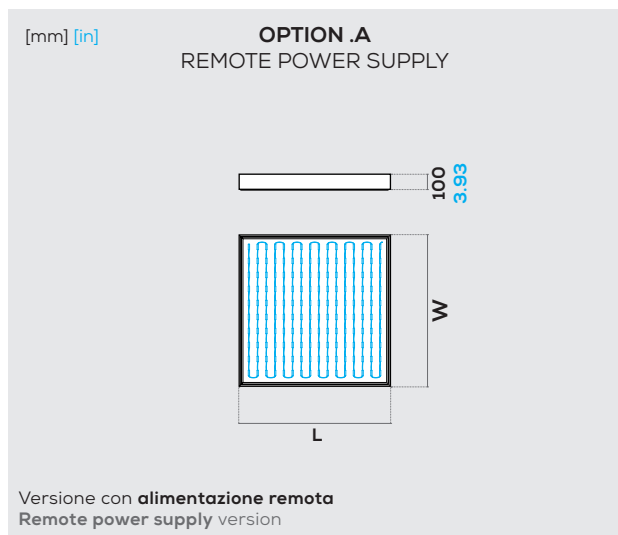 [mm] [in]
OPTION .A
REMOTE POWER SUPPLY
100
3.93
W
L
Versione con alimentazione remota
Remote power supply version